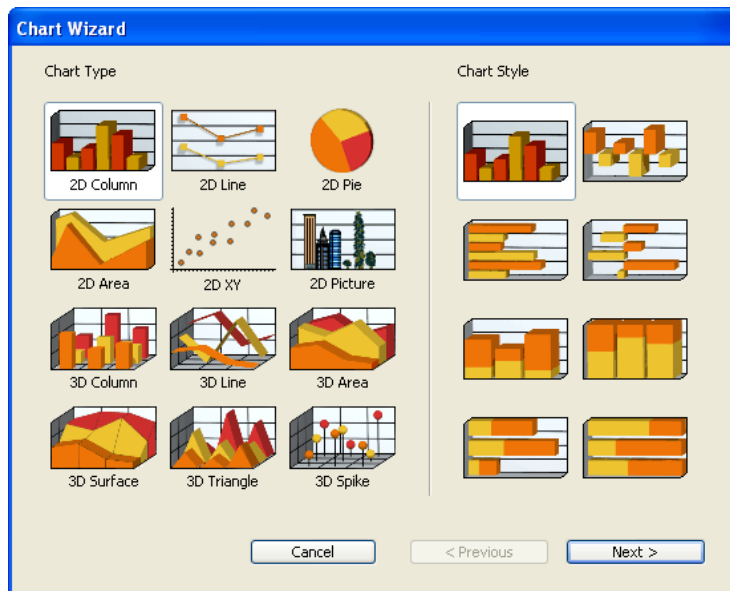 Chart Wizard
Chart Type
Chart Style
2D Column
2D Line
2D Pie
2D Area
2D XY
2D Picture
3D Column
3D Line
3D Area
3D Surface
3D Triangle
3D Spike
Cancel
< Previous
Next >